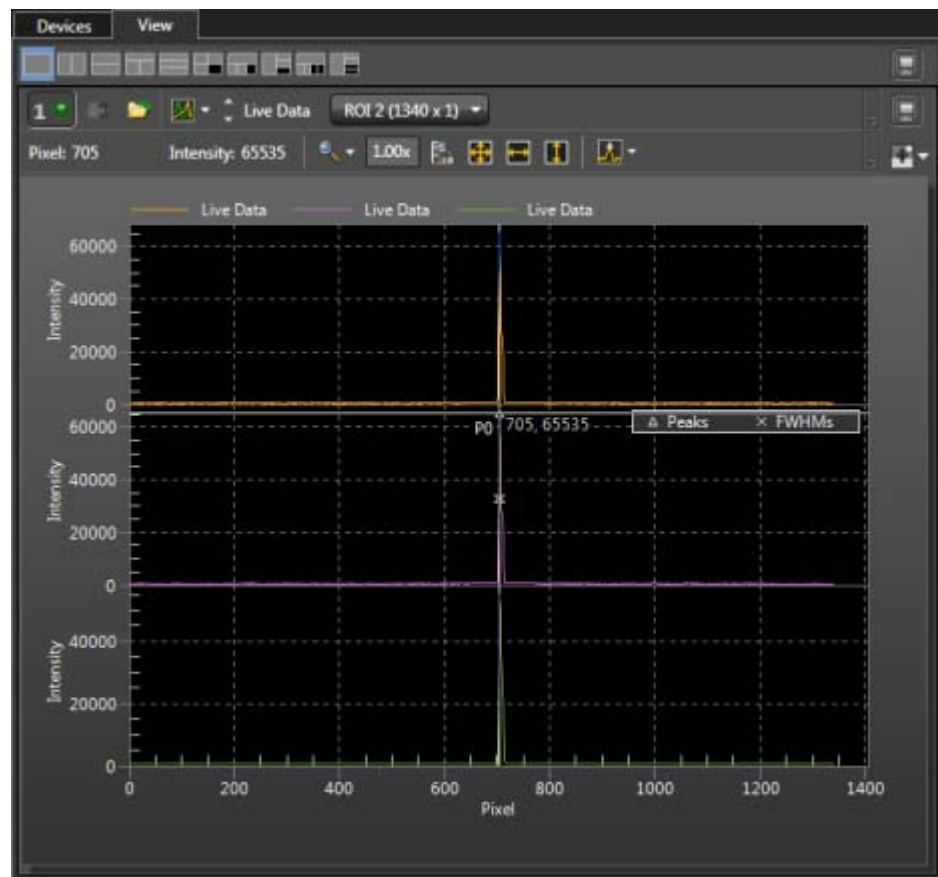 Devices View
1 Live Data ROI 2 (1340 x 1)
Pixel: 705 Intensity: 65535 1.00x
Live Data Live Data Live Data
60000
40000
20000
0
Intensity
P0 705, 65535 Peaks FWHMs
60000
40000
20000
0
Intensity
40000
20000
0
Intensity
0 200 400 600 800 1000 1200 1400
Pixel